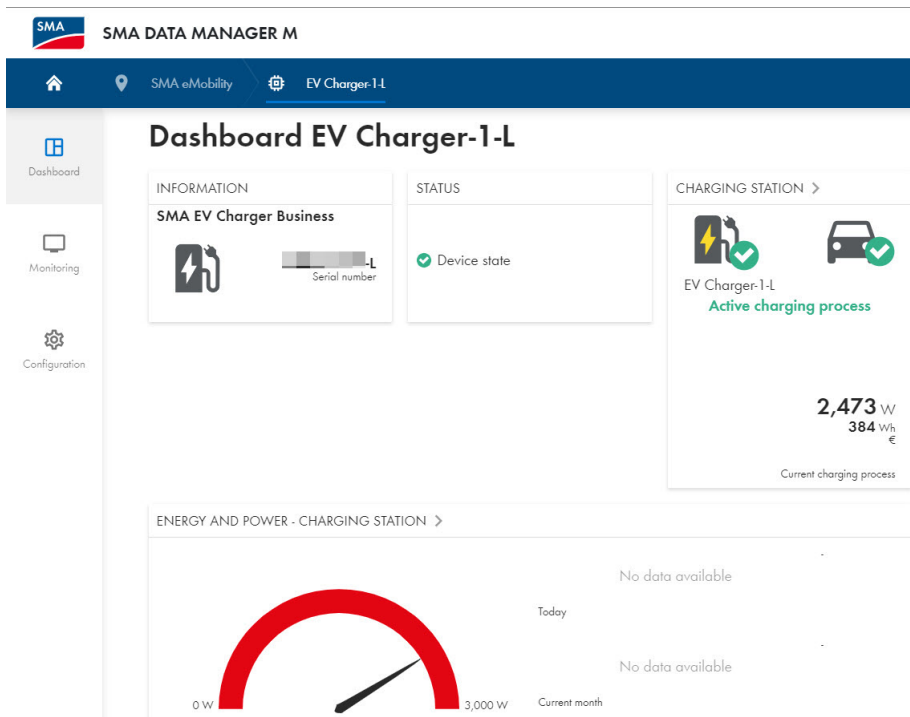 SMA
SMA DATA MANAGER M
SMA eMobility
EV Charger-1-L
Dashboard
Monitoring
Configuration
Dashboard EV Charger-1-L
INFORMATION
SMA EV Charger Business
-L
Serial number
STATUS
Device state
CHARGING STATION >
EV Charger-1-L
Active charging process
2,473 W
384 Wh
€
Current charging process
ENERGY AND POWER - CHARGING STATION >
0 W
3,000 W
-
No data available
Today
-
No data available
Current month